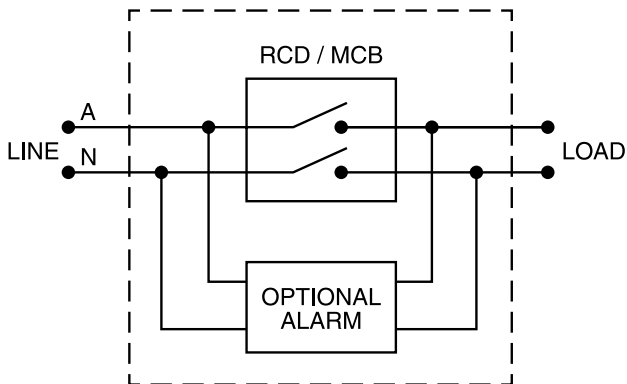 RCD / MCB
A
LINE
N
LOAD
OPTIONAL
ALARM